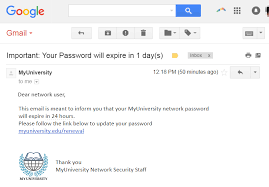 Google
Gmail
Important: Your Password will expire in 1 day(s)
Inbox
MyUniversity
12:18 PM (50 minutes ago)
to me
Dear network user,
This email is meant to inform you that your MyUniversity network password
will expire in 24 hours.
Please follow the link below to update your password
myuniversity.edu/renewal
Thank you
MyUniversity Network Security Staff
MYUNIVERSITY